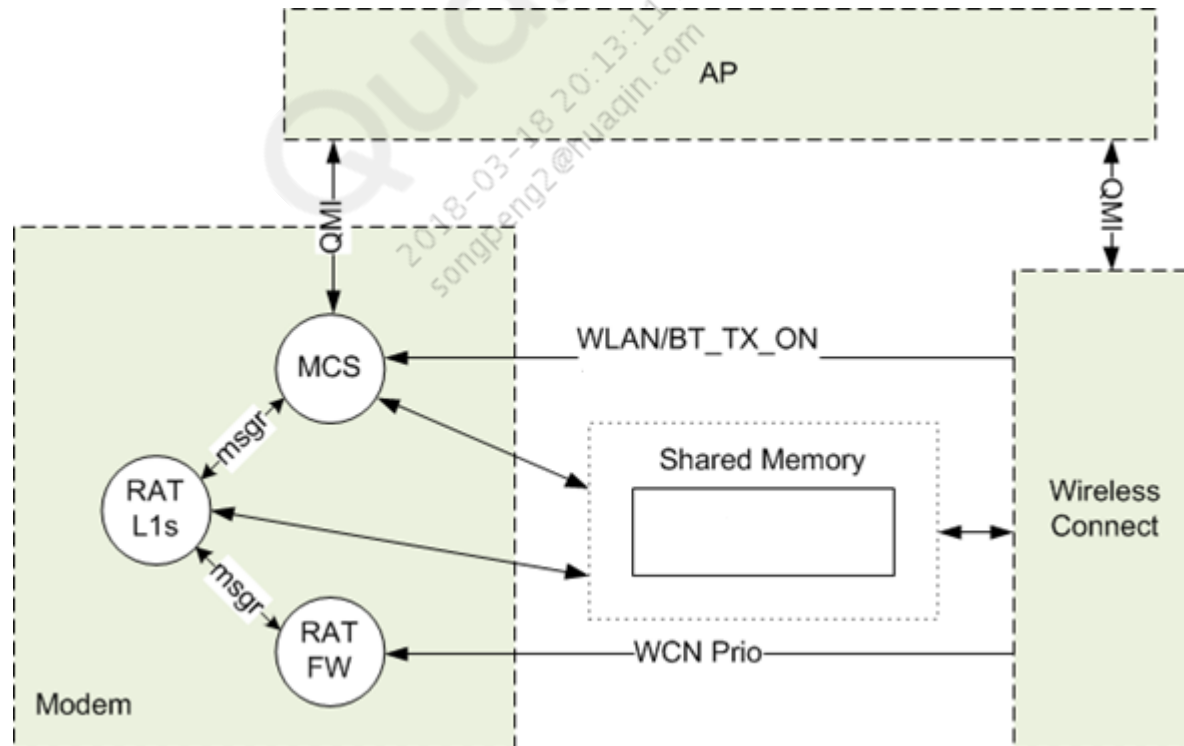 AP
2018-03-18 20:13:11
songpeng2@huaqin.com
QMI
QMI
MCS
WLAN/BT_TX_ON
msgr
Shared Memory
RAT
L1s
Wireless
Connect
msgr
RAT
FW
WCN Prio
Modem